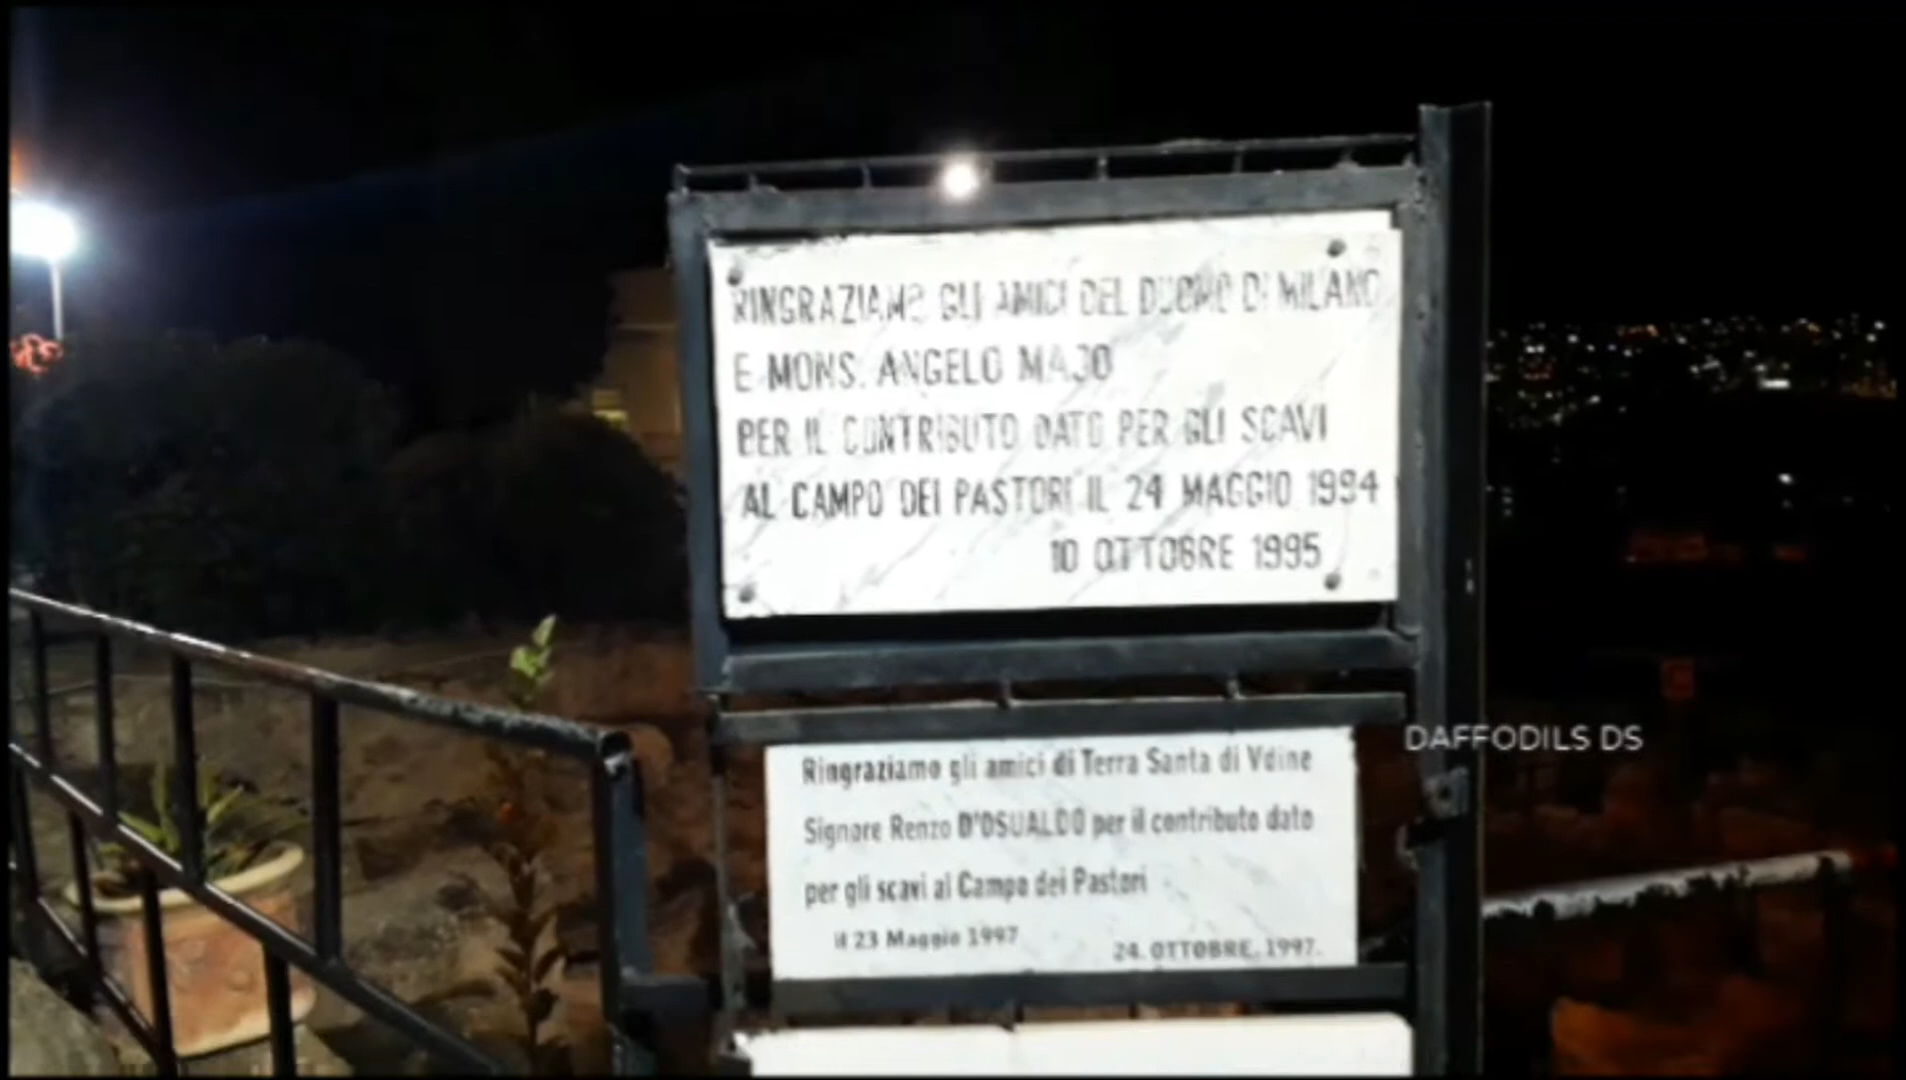 RINGRAZIAMO GLI AMICI DEL DUOMO DI MILANO
E MONS. ANGELO MAJO
PER IL CONTRIBUTO DATO PER GLI SCAVI
AL CAMPO DEI PASTORI IL 24 MAGGIO 1994
10 OTTOBRE 1995
Ringraziamo gli amici di Terra Santa di Vdine
Signore Renzo D'OSUALDO per il contributo dato
per gli scavi al Campo dei Pastori
il 23 Maggio 1997
24. OTTOBRE. 1997.
DAFFODILS DS